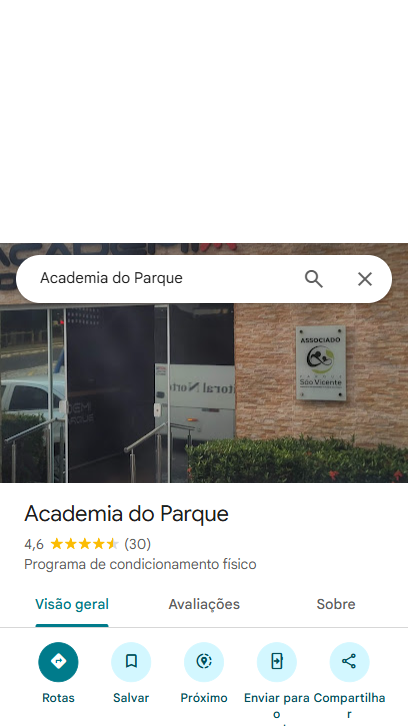 Academia do Parque
ASSOCIADO
São Vicente
Academia do Parque
4,6 (30)
Programa de condicionamento físico
Visão geral Avaliações Sobre
Rotas Salvar Próximo Enviar para Compartilha
o r